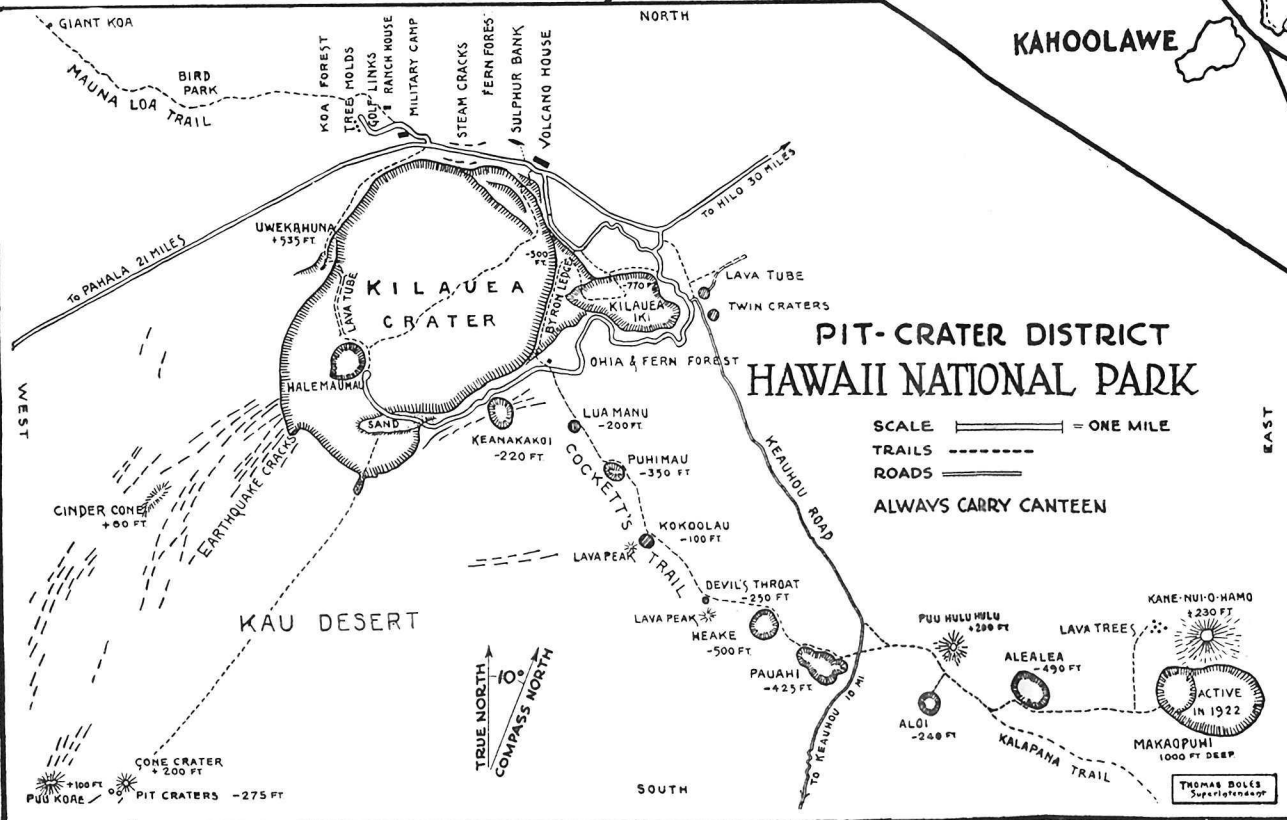 NORTH
KAHOOLAWE
GIANT KOA
MAUNA LOA TRAIL
BIRD
PARK
KOA FOREST
TREE MOLDS
GOLF LINKS
RANCH HOUSE
MILITARY CAMP
STEAM CRACKS
FERN FORES
SULPHUR BANK
VOLCANO HOUSE
TO HILO 30 MILES
TO PAHALA 21 MILES
UWEKAHUNA
+535 FT.
KILAUEA
CRATER
-500
FT.
LAVA TUBE
BYRON LEDGE
-770 FT
KILAUEA
IKI
LAVA TUBE
TWIN CRATERS
HALEMAUMAU
SAND
OHIA & FERN FOREST
PIT-CRATER DISTRICT
HAWAII NATIONAL PARK
SCALE = ONE MILE
TRAILS
ROADS
ALWAYS CARRY CANTEEN
WEST
EAST
KEANAKAKOI
-220 FT
LUA MANU
-200 FT.
PUHIMAU
-350 FT
COCKETT'S TRAIL
KEAUHOU ROAD
KOKOOLAU
-100 FT
LAVA PEAK
CINDER CONE
+80 FT
EARTHQUAKE CRACKS
KAU DESERT
DEVIL'S THROAT
-250 FT
LAVA PEAK
HEAKE
-500 FT
PAUAHI
-425 FT.
TO KEAUHOU 10 MI
PUU HULU HULU
+200 FT
ALEALEA
-490 FT
ALOI
-240 FT
LAVA TREES
KANE-NUI-O-HAMO
+230 FT
ACTIVE
IN 1922
MAKAOPUHI
1000 FT DEEP
KALAPANA TRAIL
TRUE NORTH
10°
COMPASS NORTH
CONE CRATER
+200 FT
+100 FT
PUU KOAE
PIT CRATERS -275 FT
SOUTH
THOMAS BOLES
Superintendent